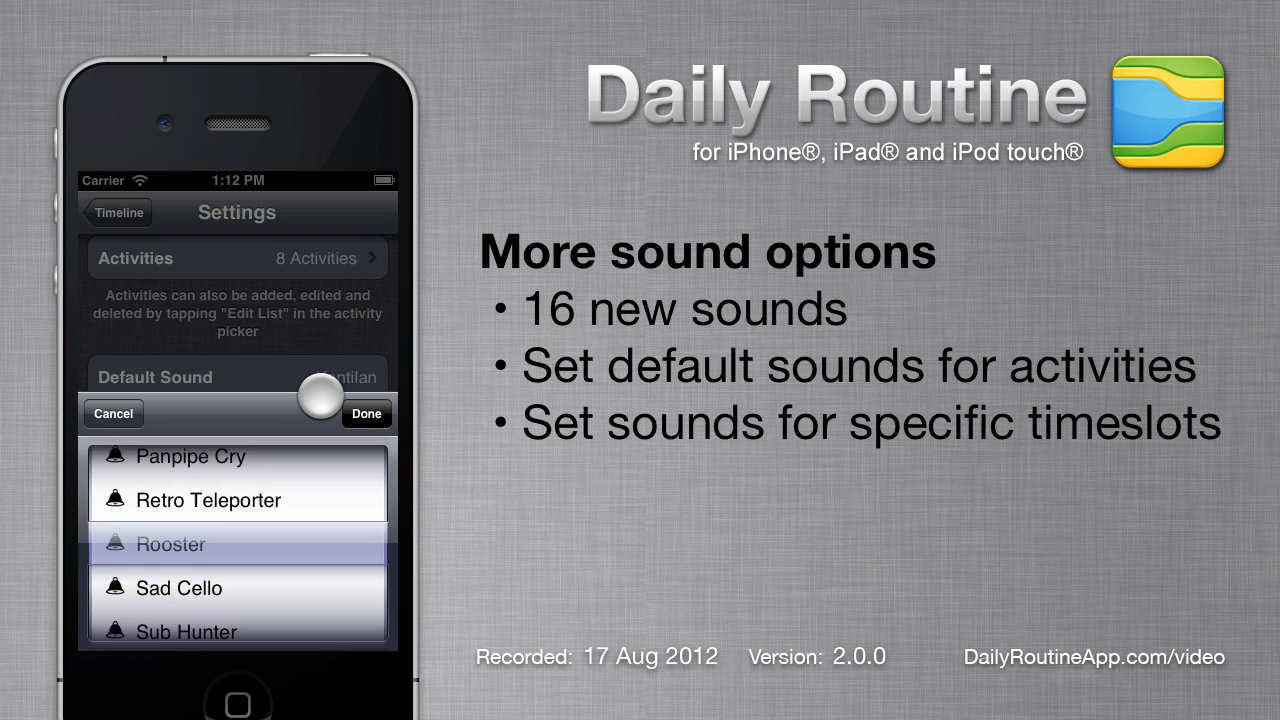 Daily Routine
for iPhone®, iPad® and iPod touch®
Carrier 1:12 PM
Timeline Settings
Activities 8 Activities
Activities can also be added, edited and
deleted by tapping "Edit List" in the activity
picker
Default Sound ntilan
Cancel Done
Panpipe Cry
Retro Teleporter
Rooster
Sad Cello
Sub Hunter
More sound options
• 16 new sounds
• Set default sounds for activities
• Set sounds for specific timeslots
Recorded: 17 Aug 2012 Version: 2.0.0 DailyRoutineApp.com/video